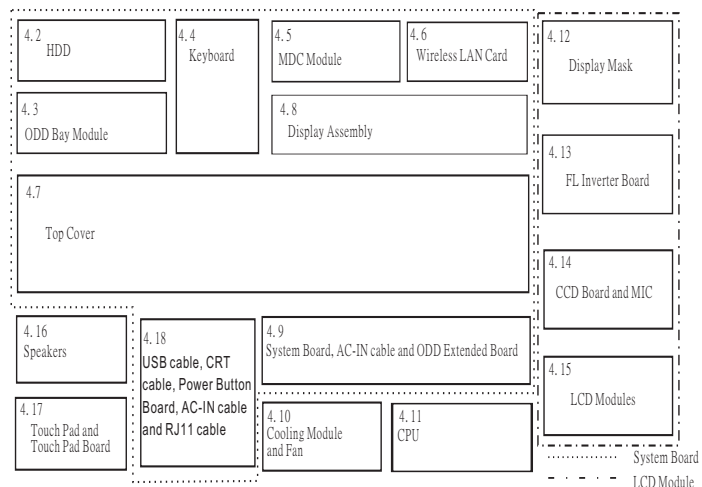 4.2
HDD
4.4
Keyboard
4.5
MDC Module
4.6
Wireless LAN Card
4.12
Display Mask
4.3
ODD Bay Module
4.8
Display Assembly
4.13
FL Inverter Board
4.7
Top Cover
4.14
CCD Board and MIC
4.16
Speakers
4.18
USB cable, CRT
cable, Power Button
Board, AC-IN cable
and RJ11 cable
4.9
System Board, AC-IN cable and ODD Extended Board
4.15
LCD Modules
4.17
Touch Pad and
Touch Pad Board
4.10
Cooling Module
and Fan
4.11
CPU
System Board
LCD Module